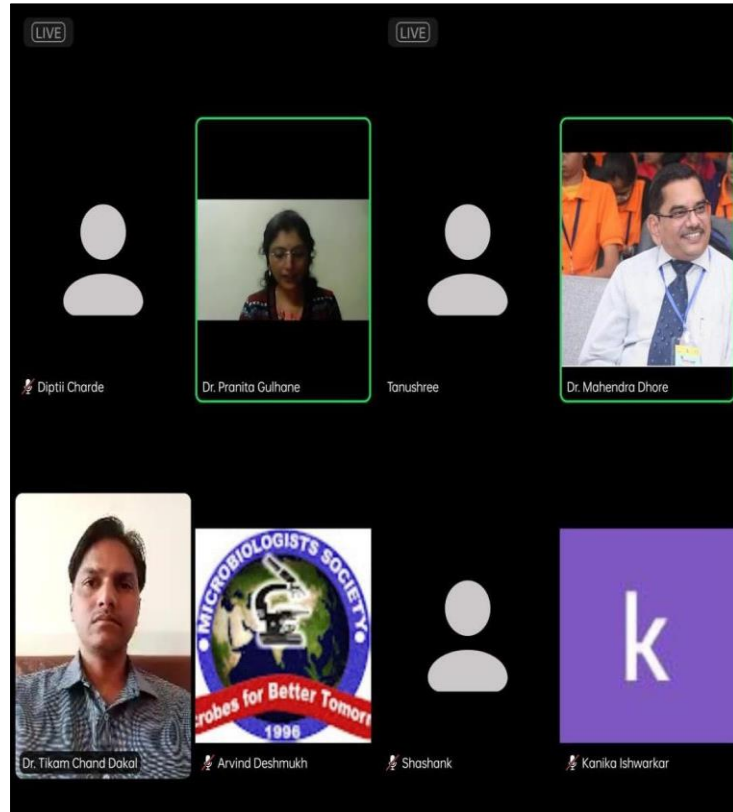 LIVE
LIVE
Diptii Charde
Dr. Pranita Gulhane
Tanushree
Dr. Mahendra Dhore
MICROBIOLOGISTS SOCIETY
for Better
1996
k
Dr. Tikam Chand Dakal
Arvind Deshmukh
Shashank
Kanika Ishwarkar